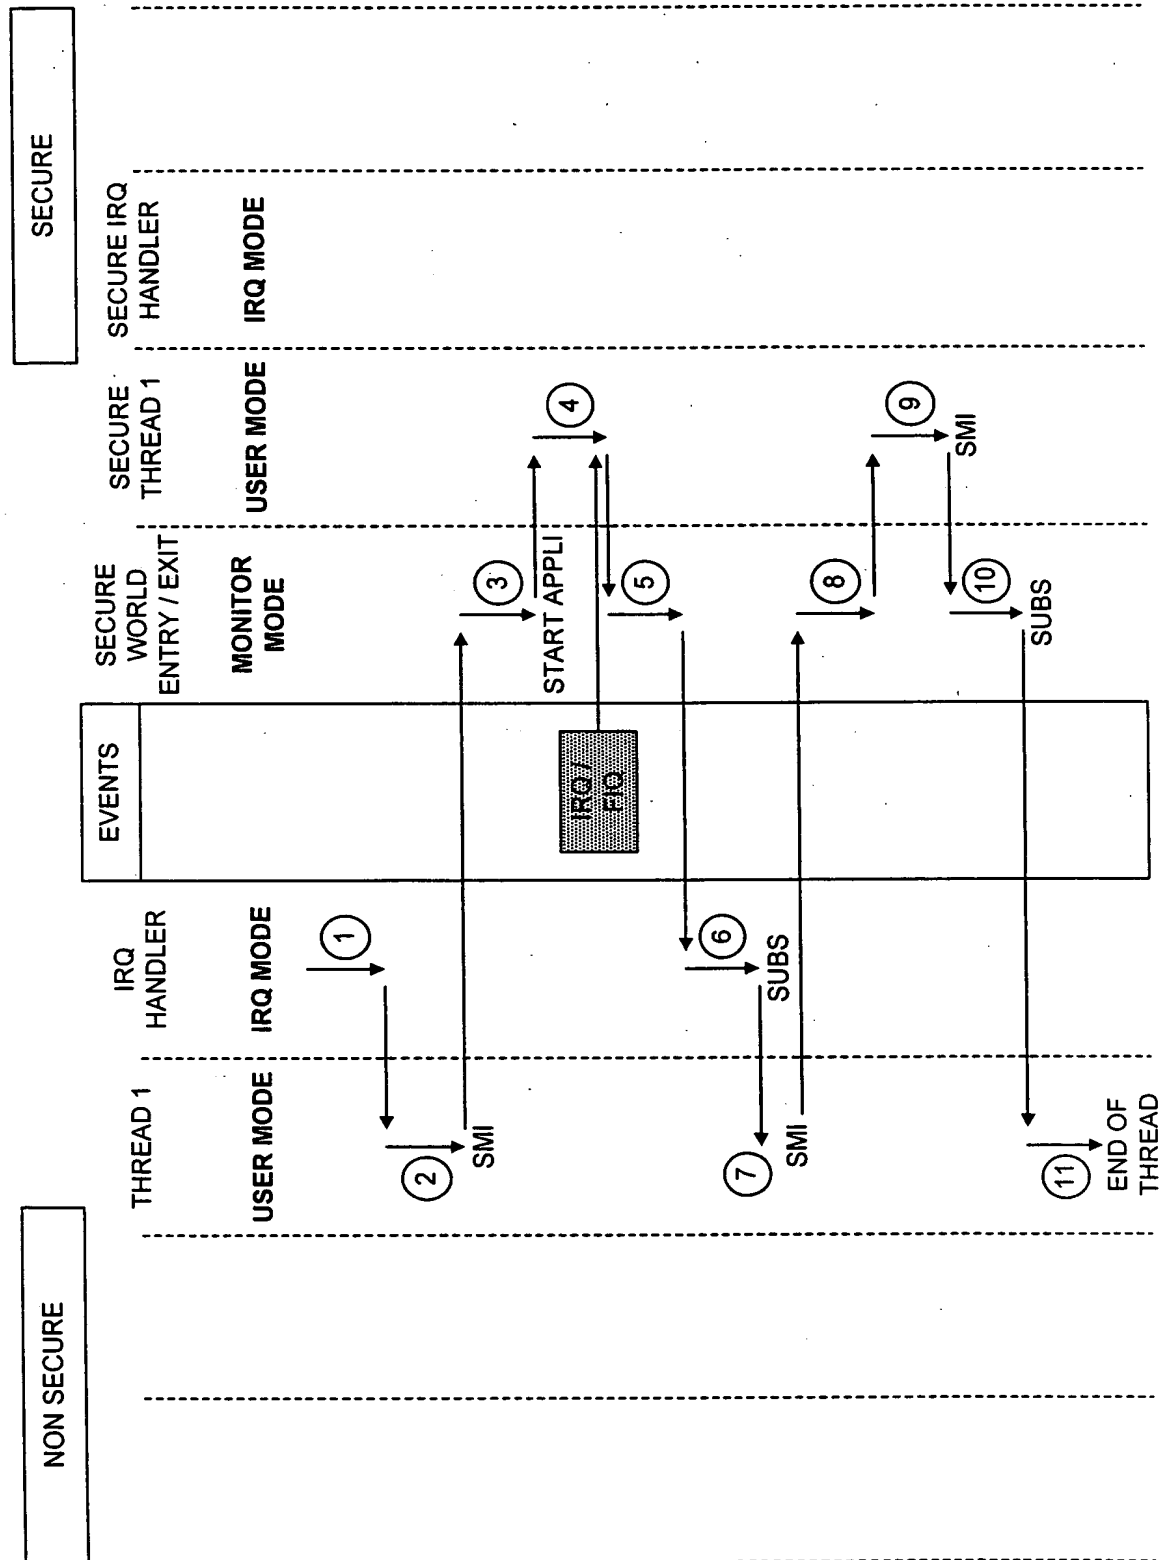 NON SECURE
SECURE
THREAD 1
USER MODE
IRQ
HANDLER
IRQ MODE
EVENTS
SECURE
WORLD
ENTRY / EXIT
MONITOR
MODE
SECURE
THREAD 1
USER MODE
SECURE IRQ
HANDLER
IRQ MODE
1
2
SMI
3
START APPLI
4
IRQ /
FIQ
5
6
SUBS
7
SMI
8
9
SMI
10
SUBS
11
END OF
THREAD